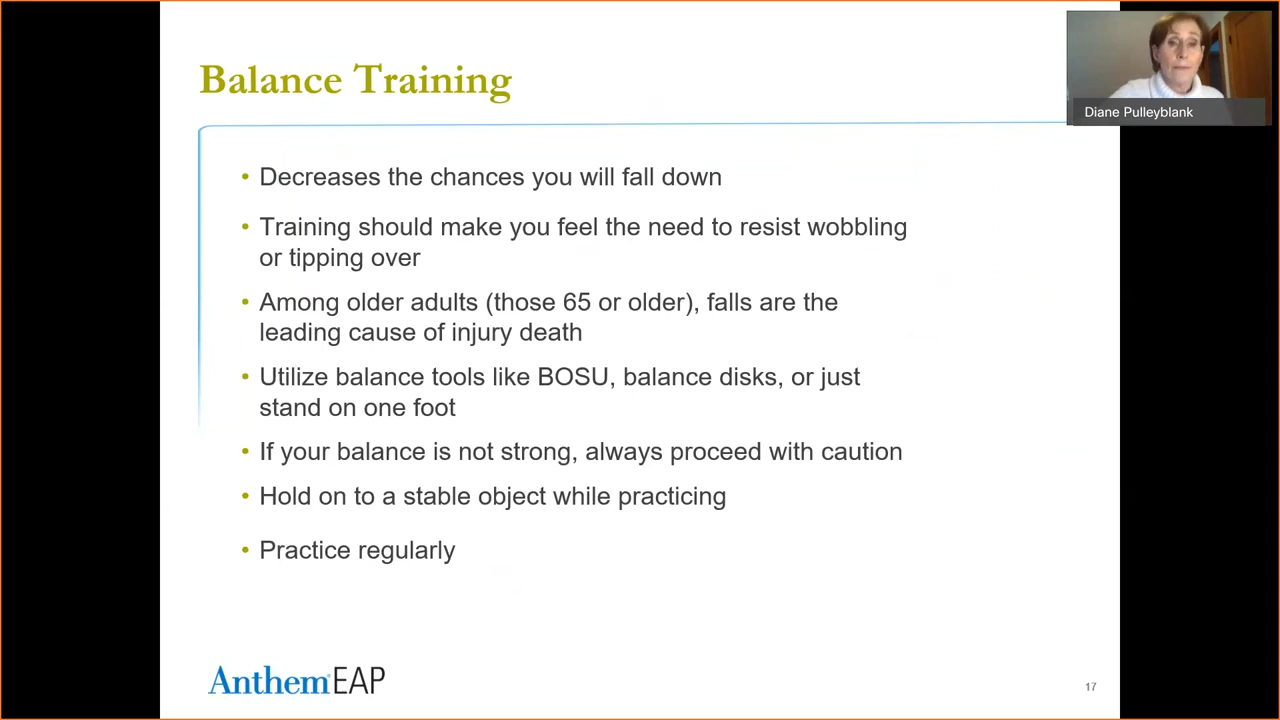 Balance Training
Diane Pulleyblank
• Decreases the chances you will fall down
• Training should make you feel the need to resist wobbling
or tipping over
• Among older adults (those 65 or older), falls are the
leading cause of injury death
• Utilize balance tools like BOSU, balance disks, or just
stand on one foot
• If your balance is not strong, always proceed with caution
• Hold on to a stable object while practicing
• Practice regularly
Anthem EAP
17